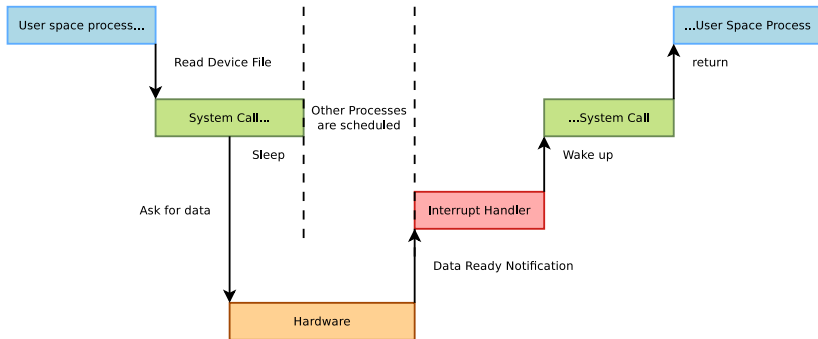 User space process...
...User Space Process
Read Device File
return
System Call...
Other Processes
are scheduled
...System Call
Sleep
Wake up
Ask for data
Interrupt Handler
Data Ready Notification
Hardware